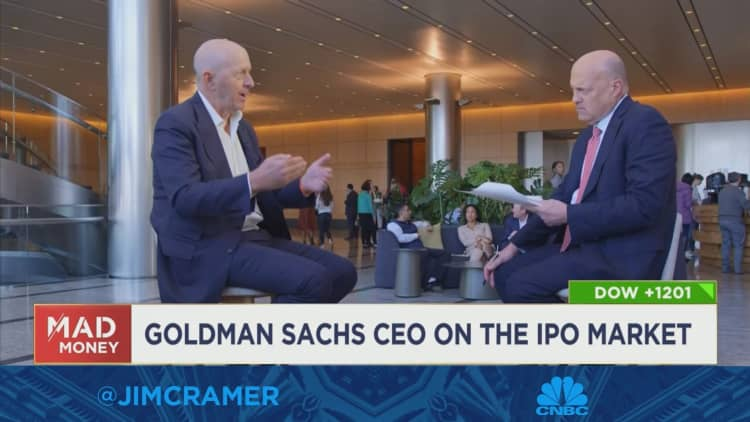 DOW +1201
MAD
MONEY
GOLDMAN SACHS CEO ON THE IPO MARKET
@JIMCRAMER
CNBC